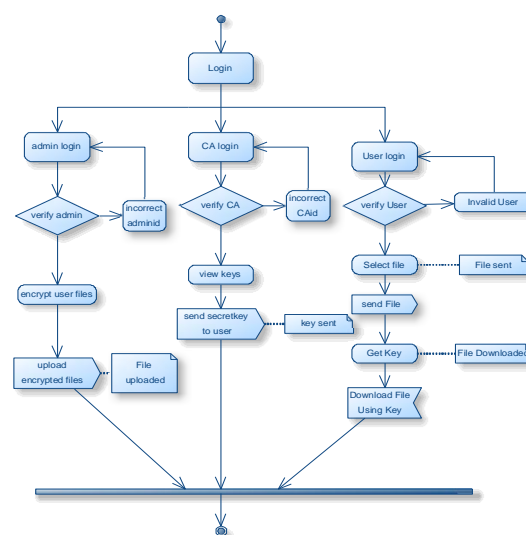 Login
admin login
CA login
User login
verify admin
incorrect
adminid
verify CA
incorrect
CAid
verify User
Invalid User
encrypt user files
view keys
Select file
File sent
send secretkey
to user
key sent
send File
upload
encrypted files
File
uploaded
Get Key
File Downloaded
Download File
Using Key